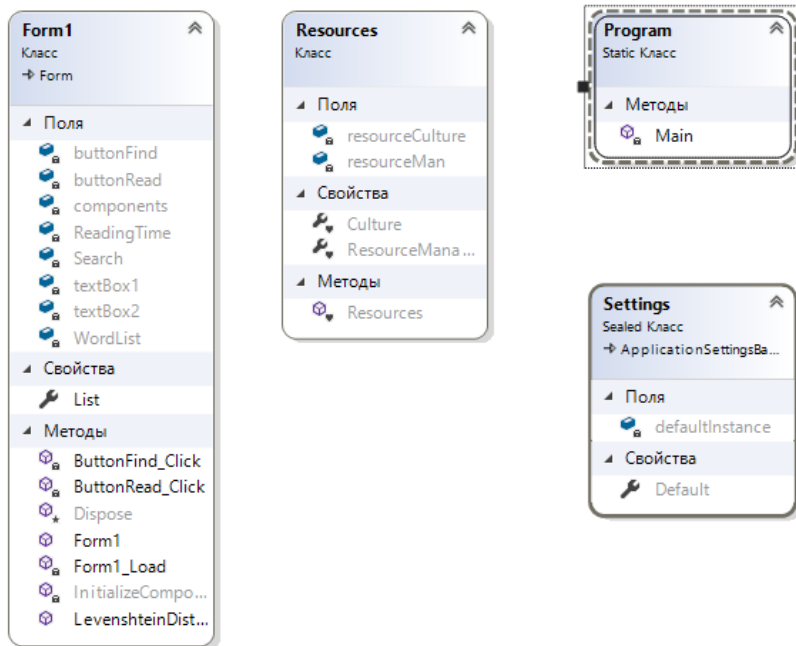 Form1
Класс
Form
Поля
buttonFind
buttonRead
components
ReadingTime
Search
textBox1
textBox2
WordList
Свойства
List
Методы
ButtonFind_Click
ButtonRead_Click
Dispose
Form1
Form1_Load
InitializeCompo...
LevenshteinDist...
Resources
Класс
Поля
resourceCulture
resourceMan
Свойства
Culture
ResourceMana...
Методы
Resources
Program
Static Класс
Методы
Main
Settings
Sealed Класс
ApplicationSettingsBa...
Поля
defaultInstance
Свойства
Default